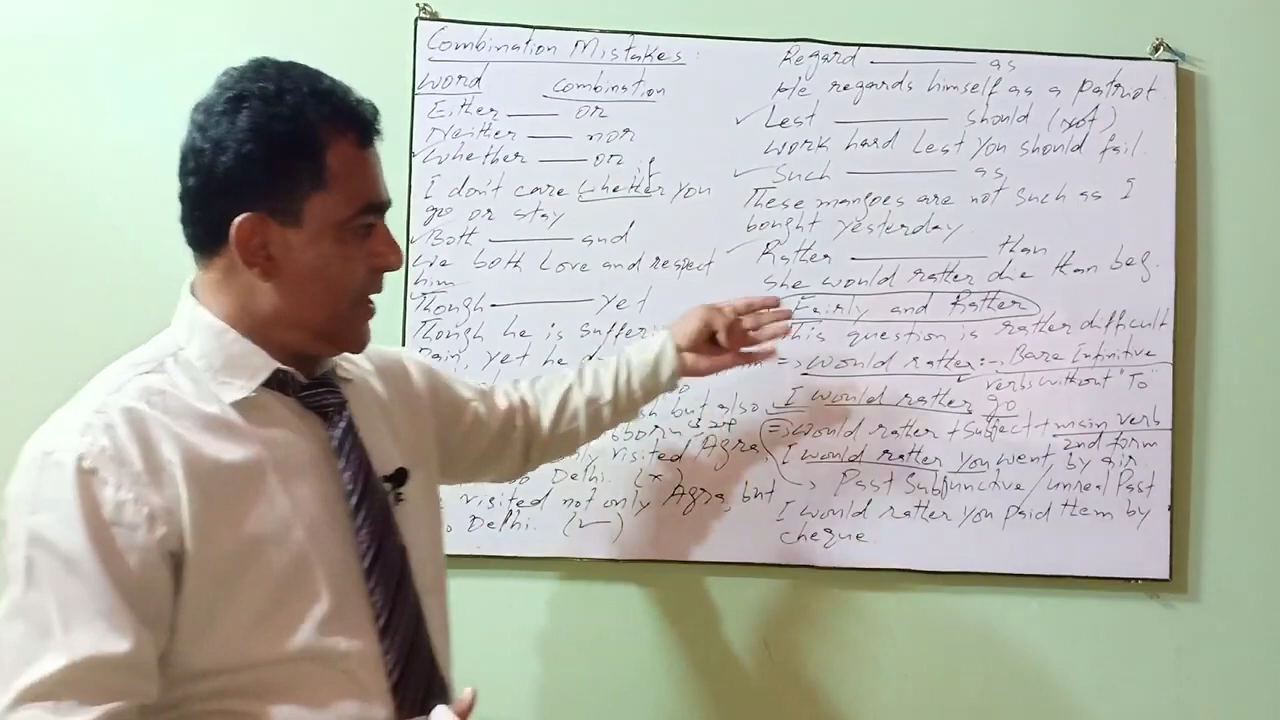 Combination Mistakes:
Word combination
Either —— or
Neither —— nor
✓Whether —— or
if
I don't care whether you
go or stay
✓Both —— and
We both love and respect
him
Though —— yet
Though he is suffer
Pain, yet he
but also
visited Agra,
Delhi. (×)
visited not only Agra, but
Delhi. (✓)
Regard —— as
He regards himself as a patriot.
✓Lest —— should (not)
work hard lest you should fail.
✓Such —— as
These mangoes are not such as I
bought yesterday.
Rather —— than
She would rather die than beg.
Fairly and Rather
This question is rather difficult
=> would rather:- Bare Infinitive
verbs without "To"
I would rather go
=> would rather + Subject + main verb
2nd form
I would rather you went by air.
Past Subjunctive / unreal Past
I would rather you paid them by
cheque.